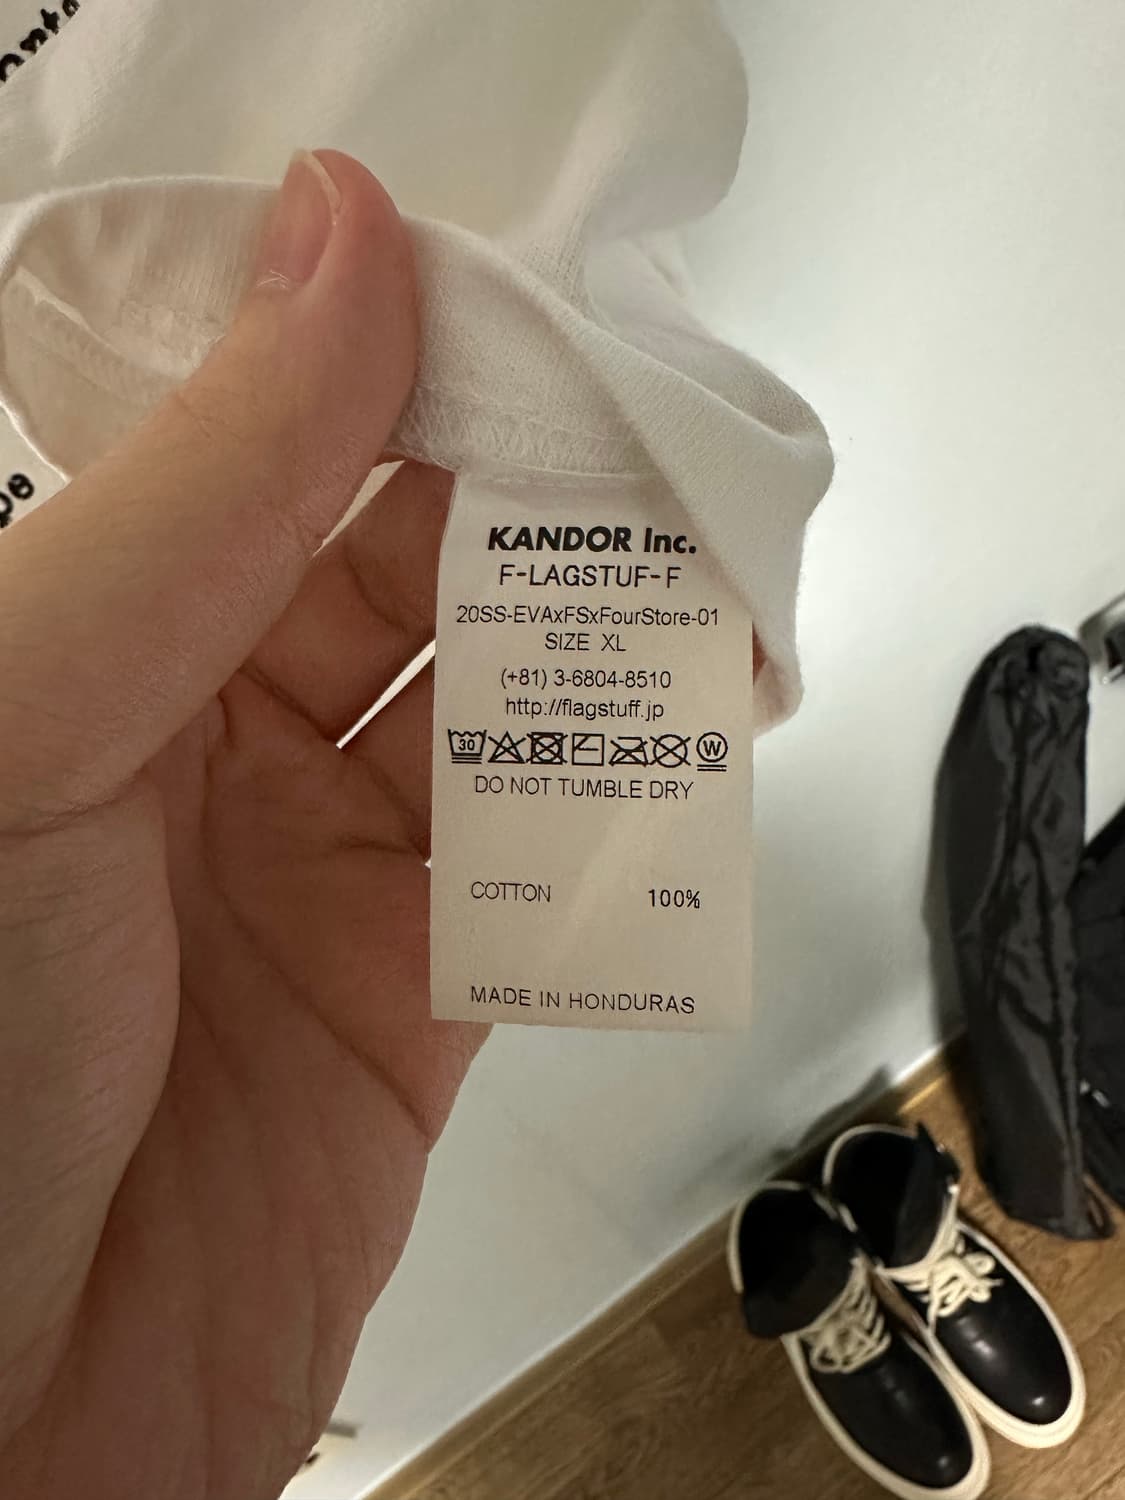 KANDOR Inc.
F-LAGSTUF-F
20SS-EVAxFSxFourStore-01
SIZE XL
(+81) 3-6804-8510
http://flagstuff.jp
30
W
DO NOT TUMBLE DRY
COTTON 100%
MADE IN HONDURAS